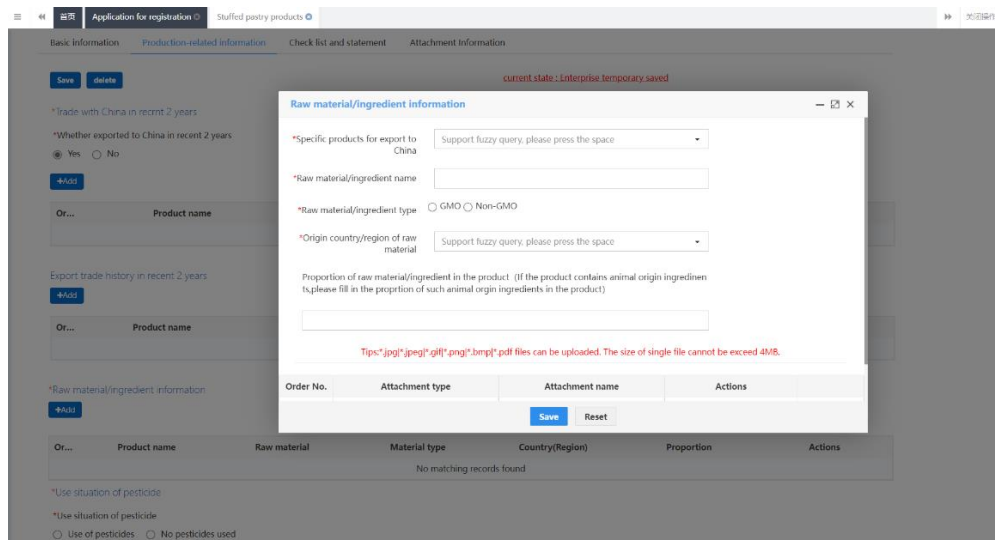 首页
Application for registration
Stuffed pastry products
关闭操作
Basic information
Production-related information
Check list and statement
Attachment Information
Save
delete
current state : Enterprise temporary saved
*Trade with China in recrnt 2 years
*Whether exported to China in recent 2 years
Yes
No
+Add
Or...
Product name
Export trade history in recent 2 years
+Add
Or...
Product name
*Raw material/ingredient information
+Add
Or...
Product name
Raw material
Material type
Country(Region)
Proportion
Actions
No matching records found
*Use situation of pesticide
*Use situation of pesticide
Use of pesticides
No pesticides used
Raw material/ingredient information
*Specific products for export to
China
Support fuzzy query, please press the space
*Raw material/ingredient name
*Raw material/ingredient type
GMO
Non-GMO
*Origin country/region of raw
material
Support fuzzy query, please press the space
Proportion of raw material/ingredient in the product (If the product contains animal origin ingredinen
ts,please fill in the proprtion of such animal orgin ingredients in the product)
Tips:*.jpg|*.jpeg|*.gif|*.png|*.bmp|*.pdf files can be uploaded. The size of single file cannot be exceed 4MB.
Order No.
Attachment type
Attachment name
Actions
Save
Reset